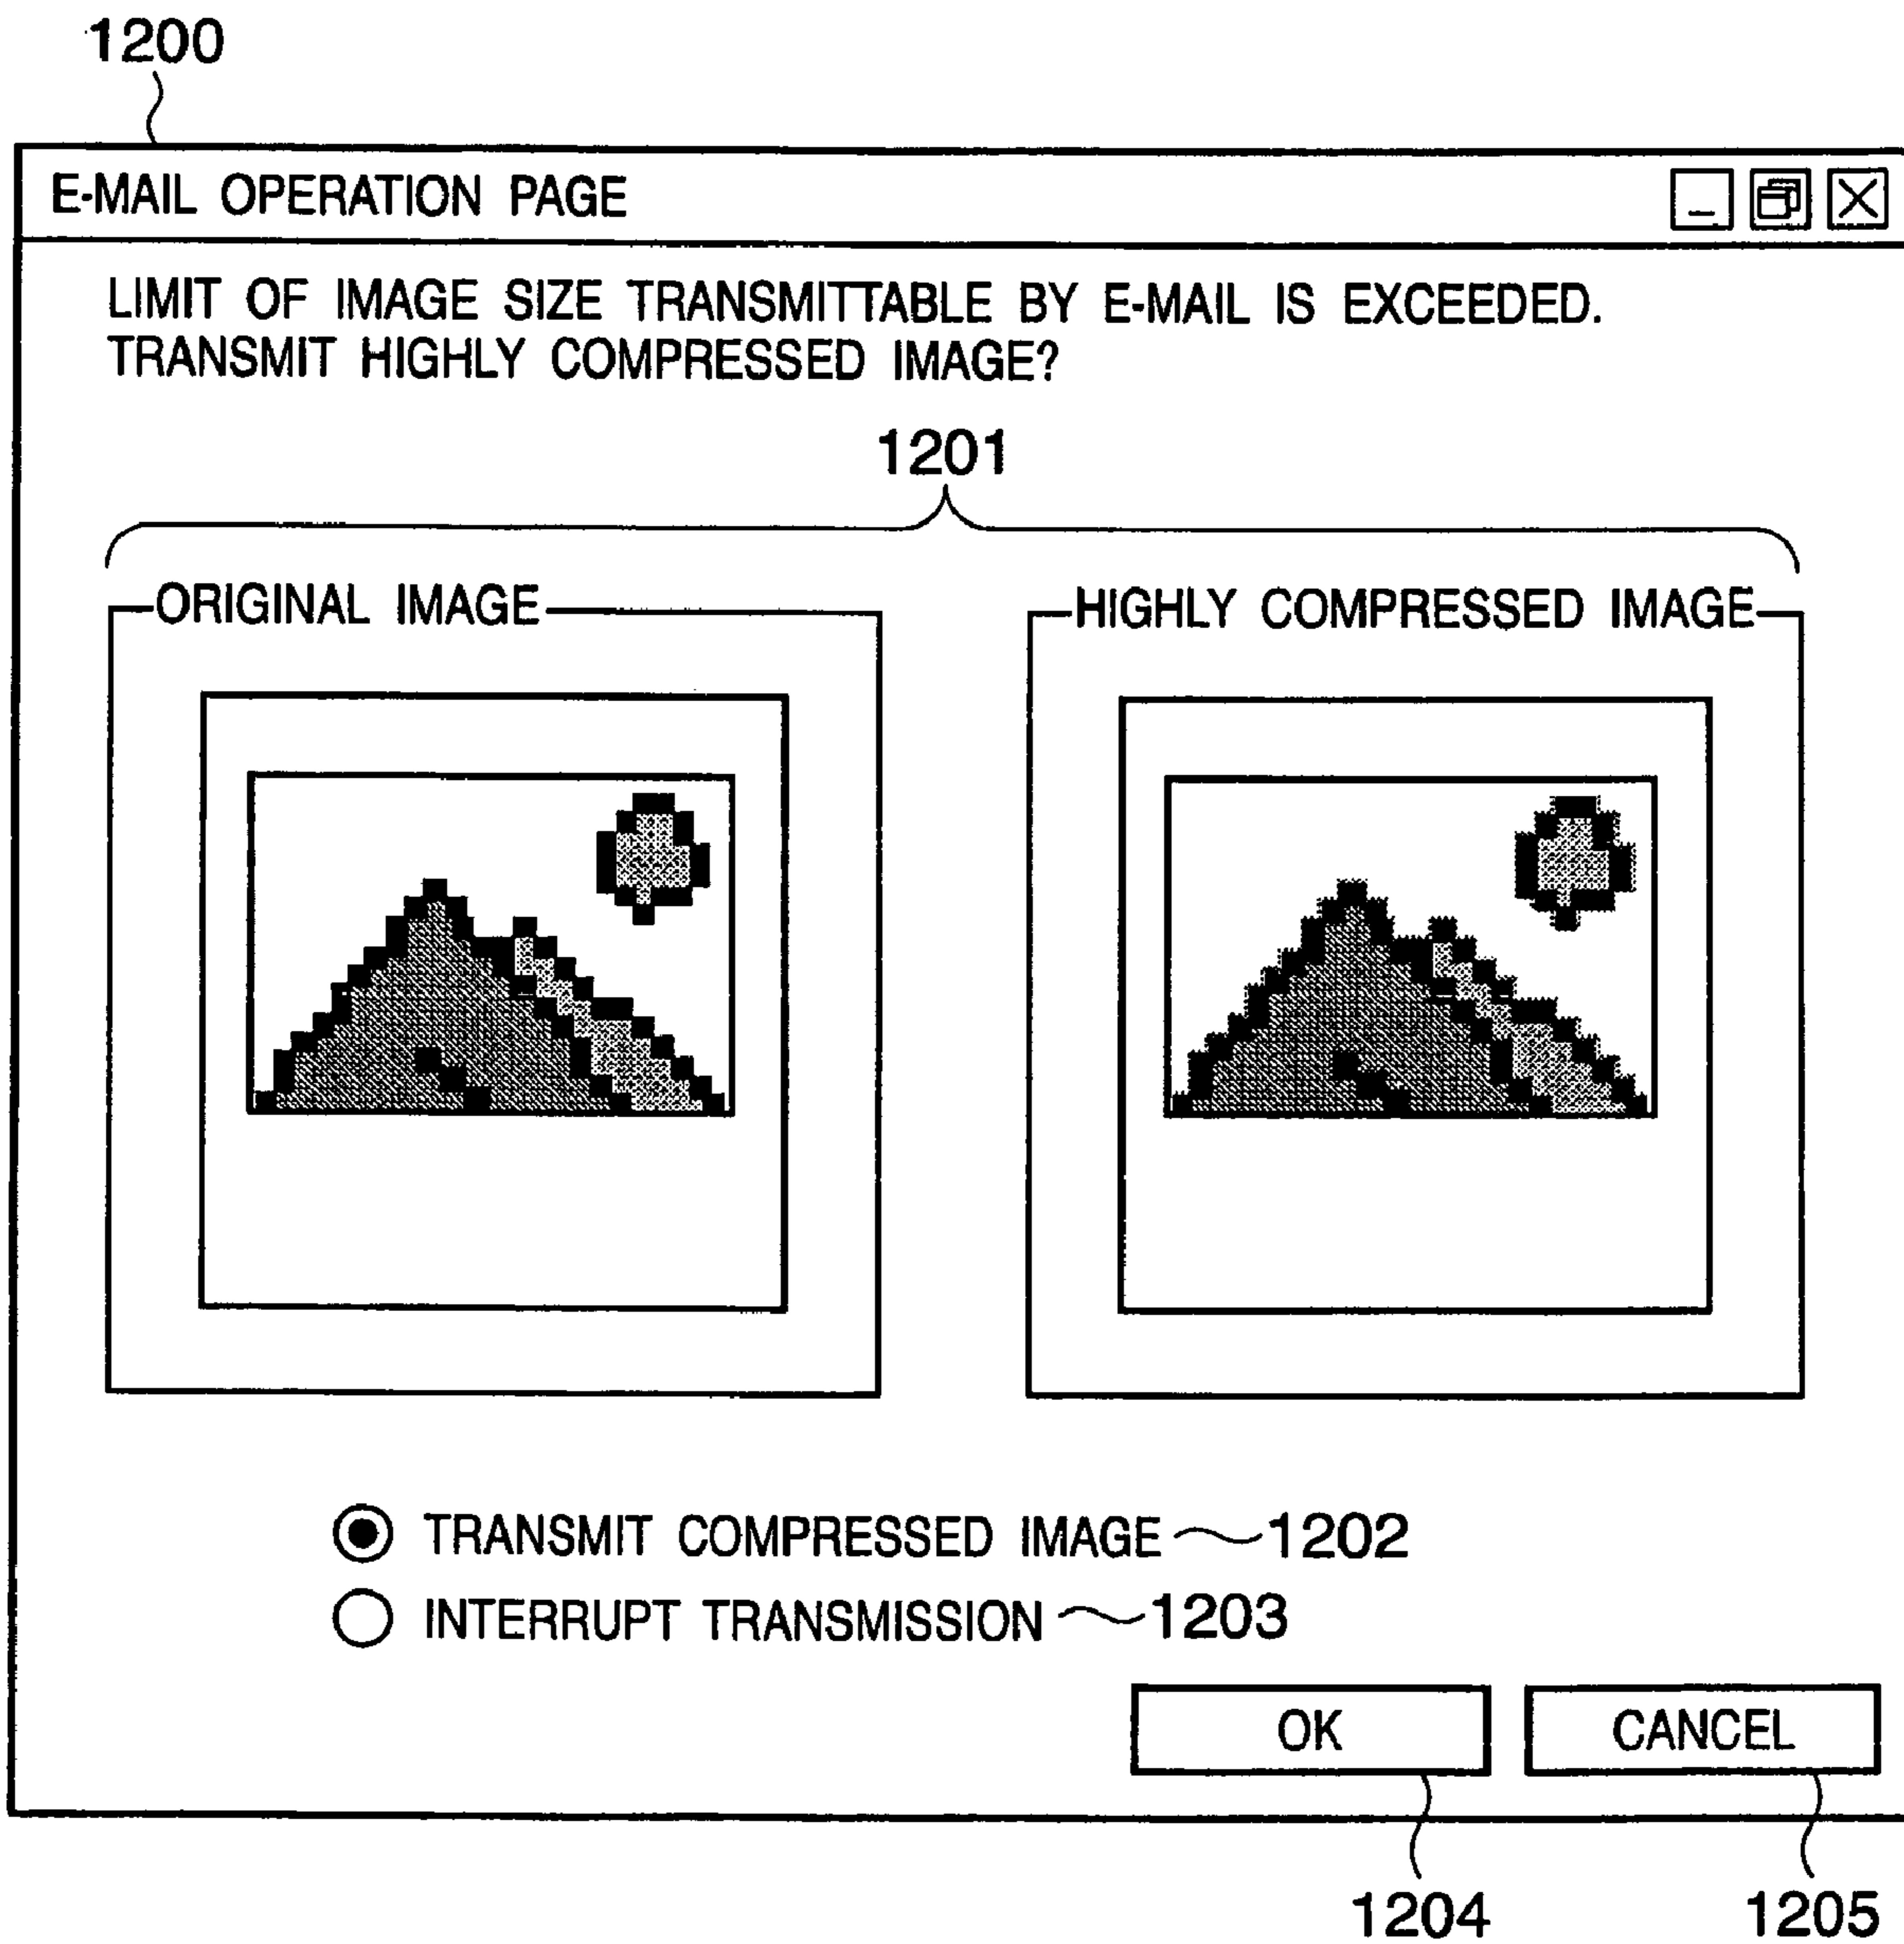 1200
E-MAIL OPERATION PAGE
LIMIT OF IMAGE SIZE TRANSMITTABLE BY E-MAIL IS EXCEEDED.
TRANSMIT HIGHLY COMPRESSED IMAGE?
1201
ORIGINAL IMAGE
HIGHLY COMPRESSED IMAGE
TRANSMIT COMPRESSED IMAGE 1202
INTERRUPT TRANSMISSION 1203
OK
CANCEL
1204
1205